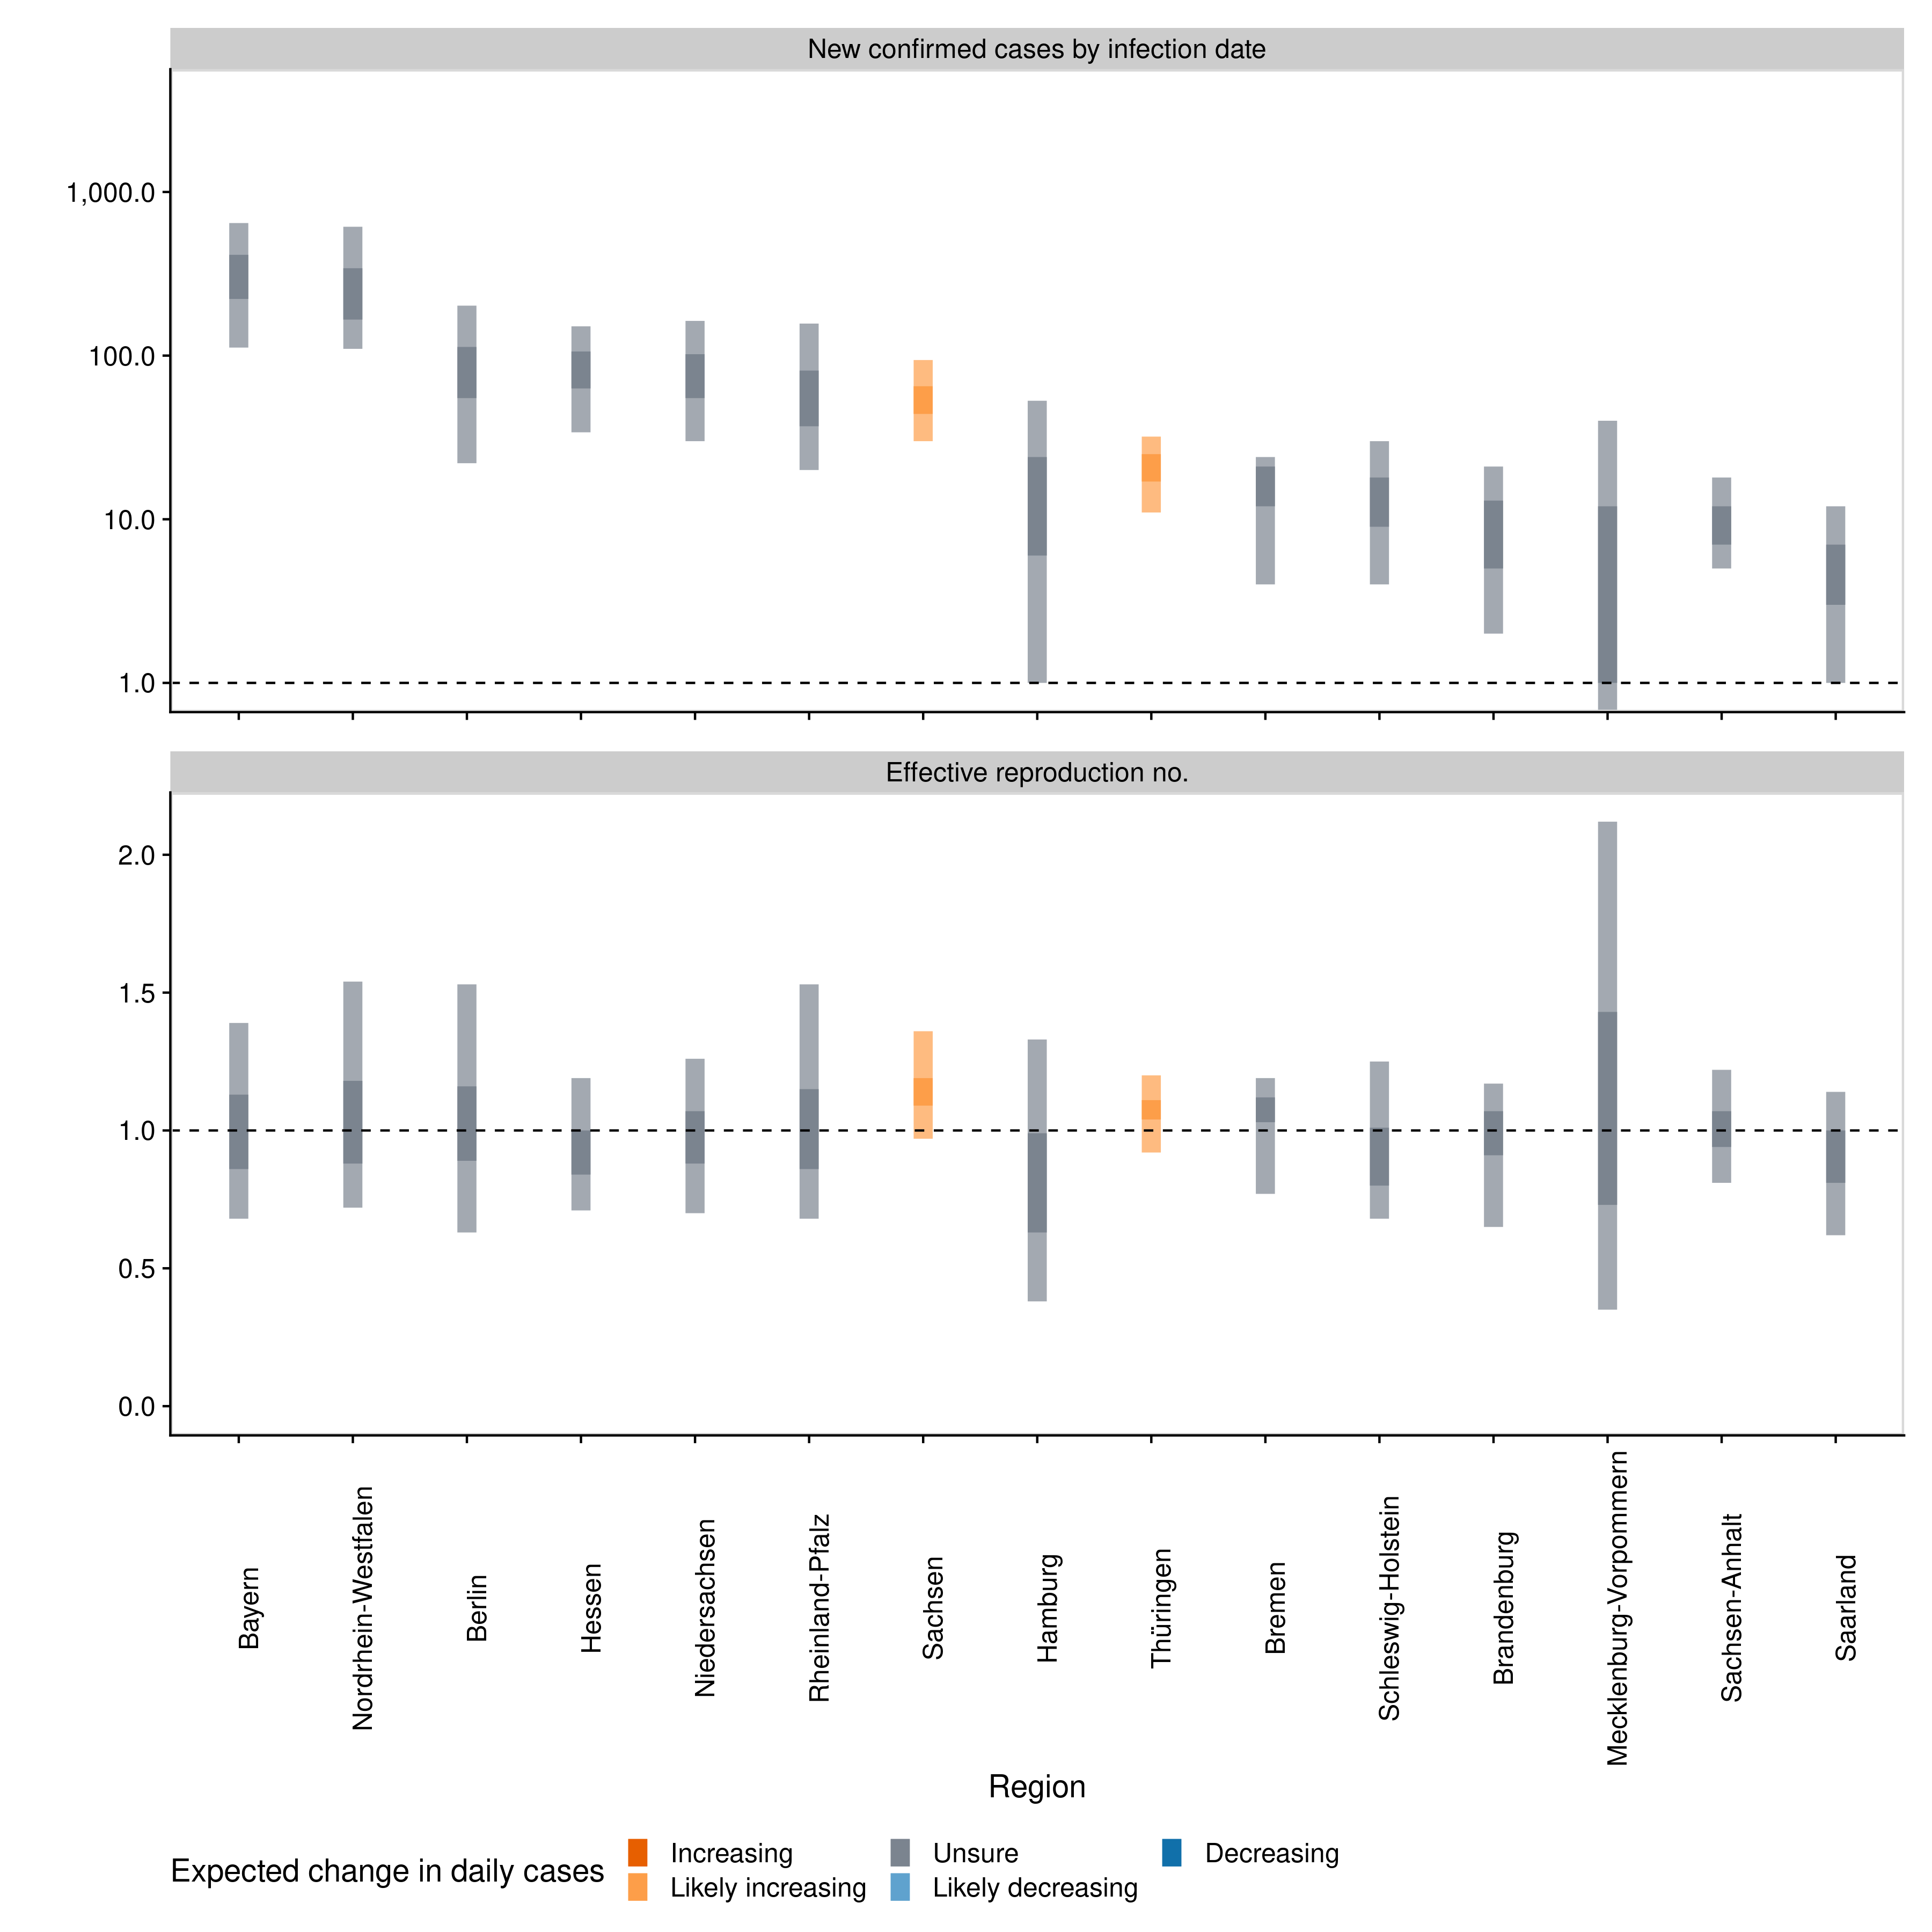 New confirmed cases by infection date
1,000.0
100.0
10.0
1.0
Effective reproduction no.
2.0
1.5
1.0
0.5
0.0
Bayern
Nordrhein-Westfalen
Berlin
Hessen
Niedersachsen
Rheinland-Pfalz
Sachsen
Hamburg
Thüringen
Bremen
Schleswig-Holstein
Brandenburg
Mecklenburg-Vorpommern
Sachsen-Anhalt
Saarland
Region
Expected change in daily cases
Increasing
Likely increasing
Unsure
Likely decreasing
Decreasing